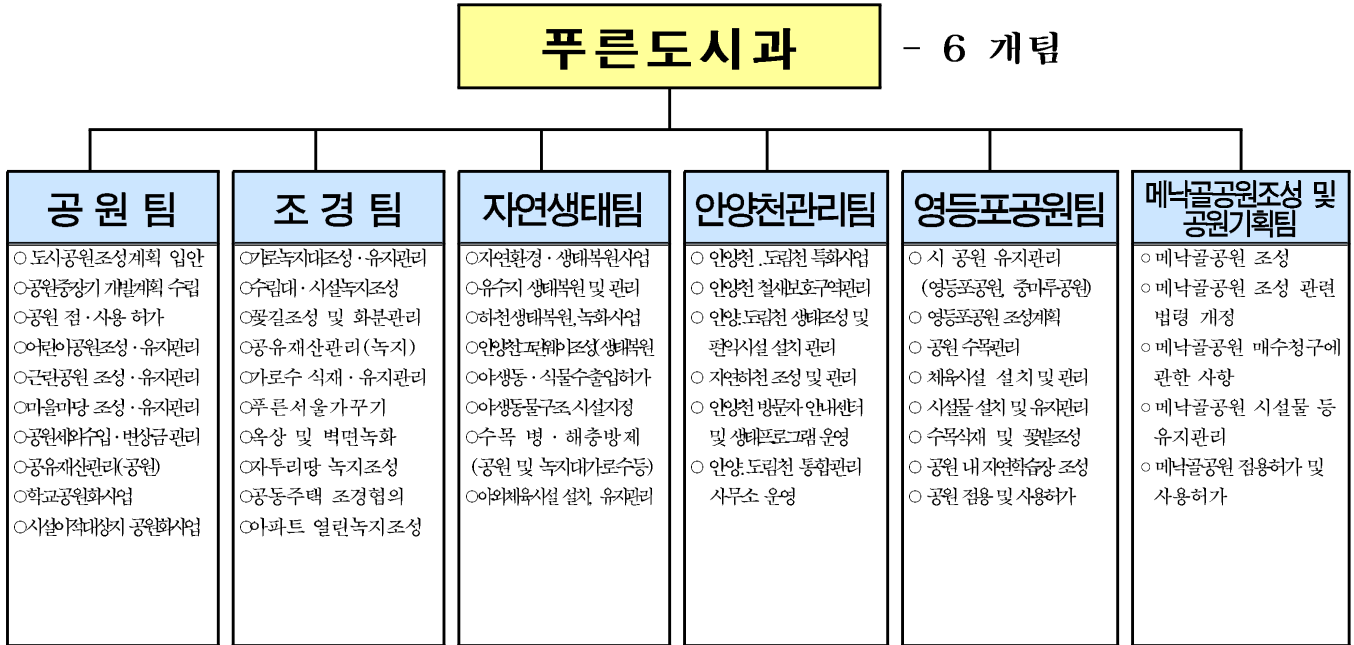 푸른도시과
- 6 개팀
공 원 팀
○ 도시공원조성계획 입안
○공원중장기 개발계획 수립
○공원 점·사용 허가
○어린이공원조성·유지관리
○근린공원 조성·유지관리
○마을마당 조성·유지관리
○공원세외수입·변상금 관리
○공유재산관리(공원)
○학교공원화사업
○시설이적대상지 공원화사업
조 경 팀
○가로녹지대조성·유지관리
○수림대·시설녹지조성
○꽃길조성 및 화분관리
○공유재산관리(녹지)
○가로수 식재·유지관리
○푸른서울가꾸기
○옥상 및 벽면녹화
○자투리땅 녹지조성
○공동주택 조경협의
○아파트 열린녹지조성
자연생태팀
○자연환경·생태복원사업
○유수지 생태복원 및 관리
○하천생태복원, 녹화사업
○안양천그린웨이조성(생태복원
○야생동·식물수출입허가
○야생동물구조, 시설지정
○수목 병·해충방제
(공원 및 녹지대가로수등)
○야외체육시설 설치, 유지관리
안양천관리팀
○ 안양천.도림천 특화사업
○ 안양천 철새보호구역관리
○ 안양.도림천 생태조성 및
편익시설 설치 관리
○ 자연하천 조성 및 관리
○ 안양천 방문자 안내센터
및 생태프로그램 운영
○ 안양.도림천 통합관리
사무소 운영
영등포공원팀
○ 시 공원 유지관리
(영등포공원, 중마루공원)
○ 영등포공원 조성계획
○ 공원 수목관리
○ 체육시설 설치 및 관리
○ 시설물 설치 및 유지관리
○ 수목식재 및 꽃밭조성
○ 공원 내 자연학습장 조성
○ 공원 점용 및 사용허가
메낙골공원조성 및
공원기획팀
○ 메낙골공원 조성
○ 메낙골공원 조성 관련
법령 개정
○ 메낙골공원 매수청구에
관한 사항
○ 메낙골공원 시설물 등
유지관리
○ 메낙골공원 점용허가 및
사용허가